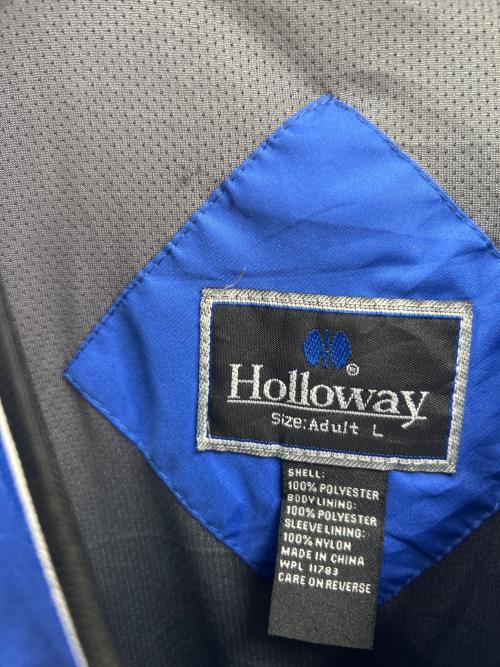 ®
Holloway
Size: Adult L
SHELL:
100% POLYESTER
BODY LINING:
100% POLYESTER
SLEEVE LINING:
100% NYLON
MADE IN CHINA
WPL 11783
CARE ON REVERSE